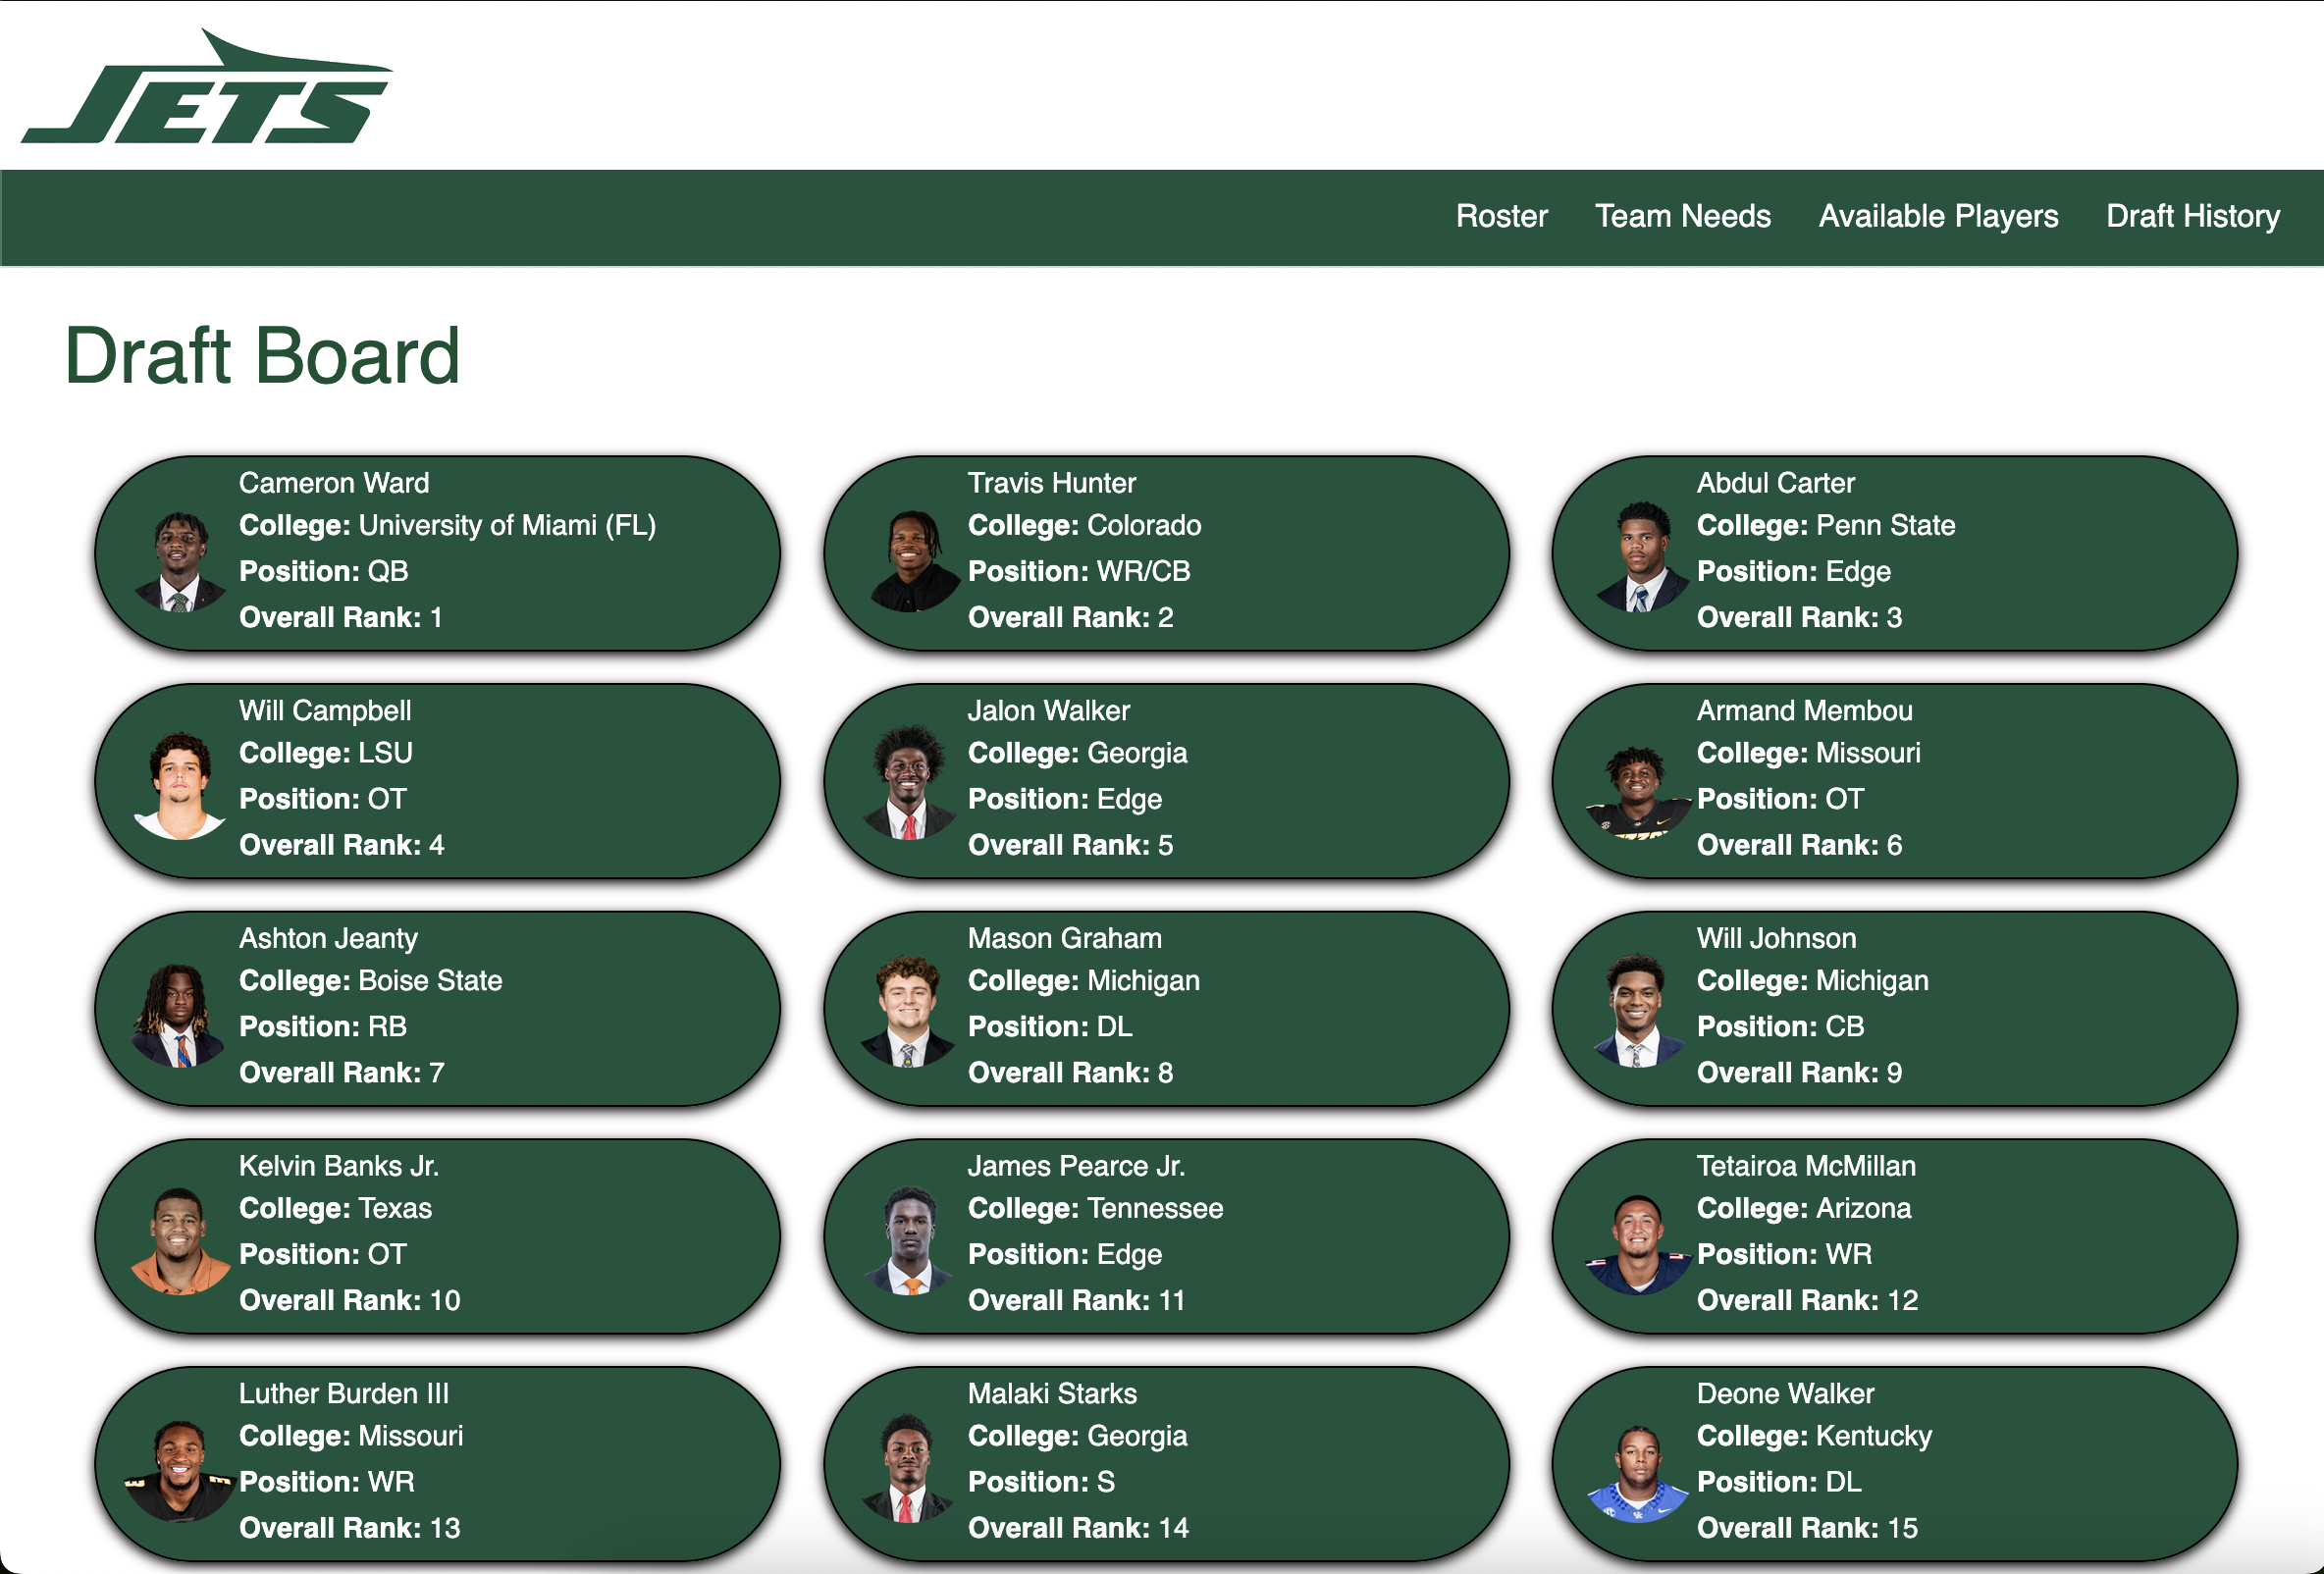 JETS
Roster Team Needs Available Players Draft History
Draft Board
Cameron Ward
College: University of Miami (FL)
Position: QB
Overall Rank: 1
Travis Hunter
College: Colorado
Position: WR/CB
Overall Rank: 2
Abdul Carter
College: Penn State
Position: Edge
Overall Rank: 3
Will Campbell
College: LSU
Position: OT
Overall Rank: 4
Jalon Walker
College: Georgia
Position: Edge
Overall Rank: 5
Armand Membou
College: Missouri
Position: OT
Overall Rank: 6
Ashton Jeanty
College: Boise State
Position: RB
Overall Rank: 7
Mason Graham
College: Michigan
Position: DL
Overall Rank: 8
Will Johnson
College: Michigan
Position: CB
Overall Rank: 9
Kelvin Banks Jr.
College: Texas
Position: OT
Overall Rank: 10
James Pearce Jr.
College: Tennessee
Position: Edge
Overall Rank: 11
Tetairoa McMillan
College: Arizona
Position: WR
Overall Rank: 12
Luther Burden III
College: Missouri
Position: WR
Overall Rank: 13
Malaki Starks
College: Georgia
Position: S
Overall Rank: 14
Deone Walker
College: Kentucky
Position: DL
Overall Rank: 15